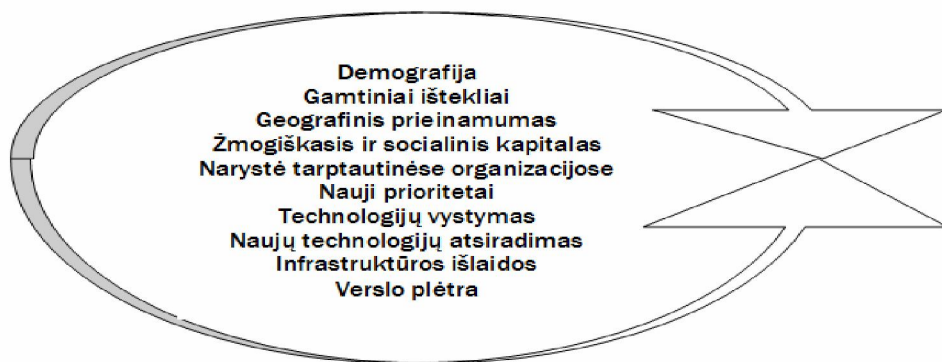 Demografija
Gamtiniai ištekliai
Geografinis prieinamumas
Žmogiškasis ir socialinis kapitalas
Narystė tarptautinėse organizacijose
Nauji prioritetai
Technologijų vystymas
Naujų technologijų atsiradimas
Infrastruktūros išlaidos
Verslo plėtra